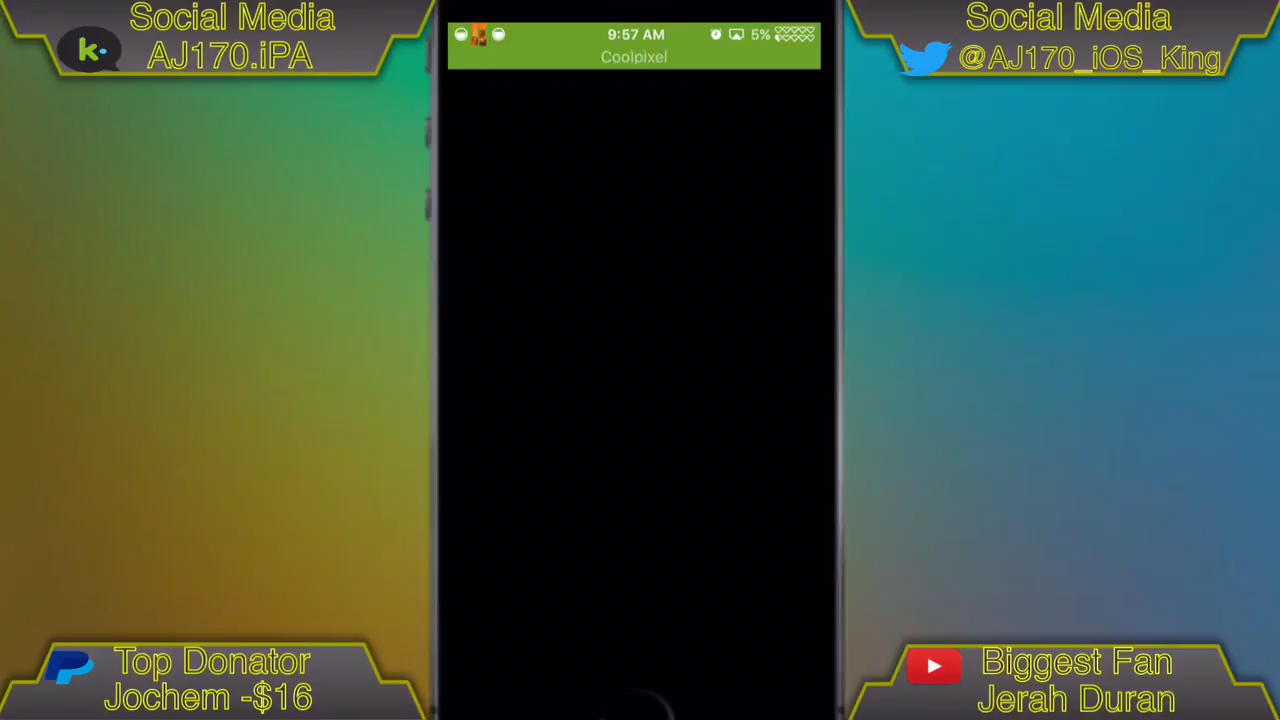 Social Media
k.
AJ170.iPA
9:57 AM
5%
Coolpixel
Social Media
@AJ170_iOS_King
Top Donator
Jochem -$16
Biggest Fan
Jerah Duran